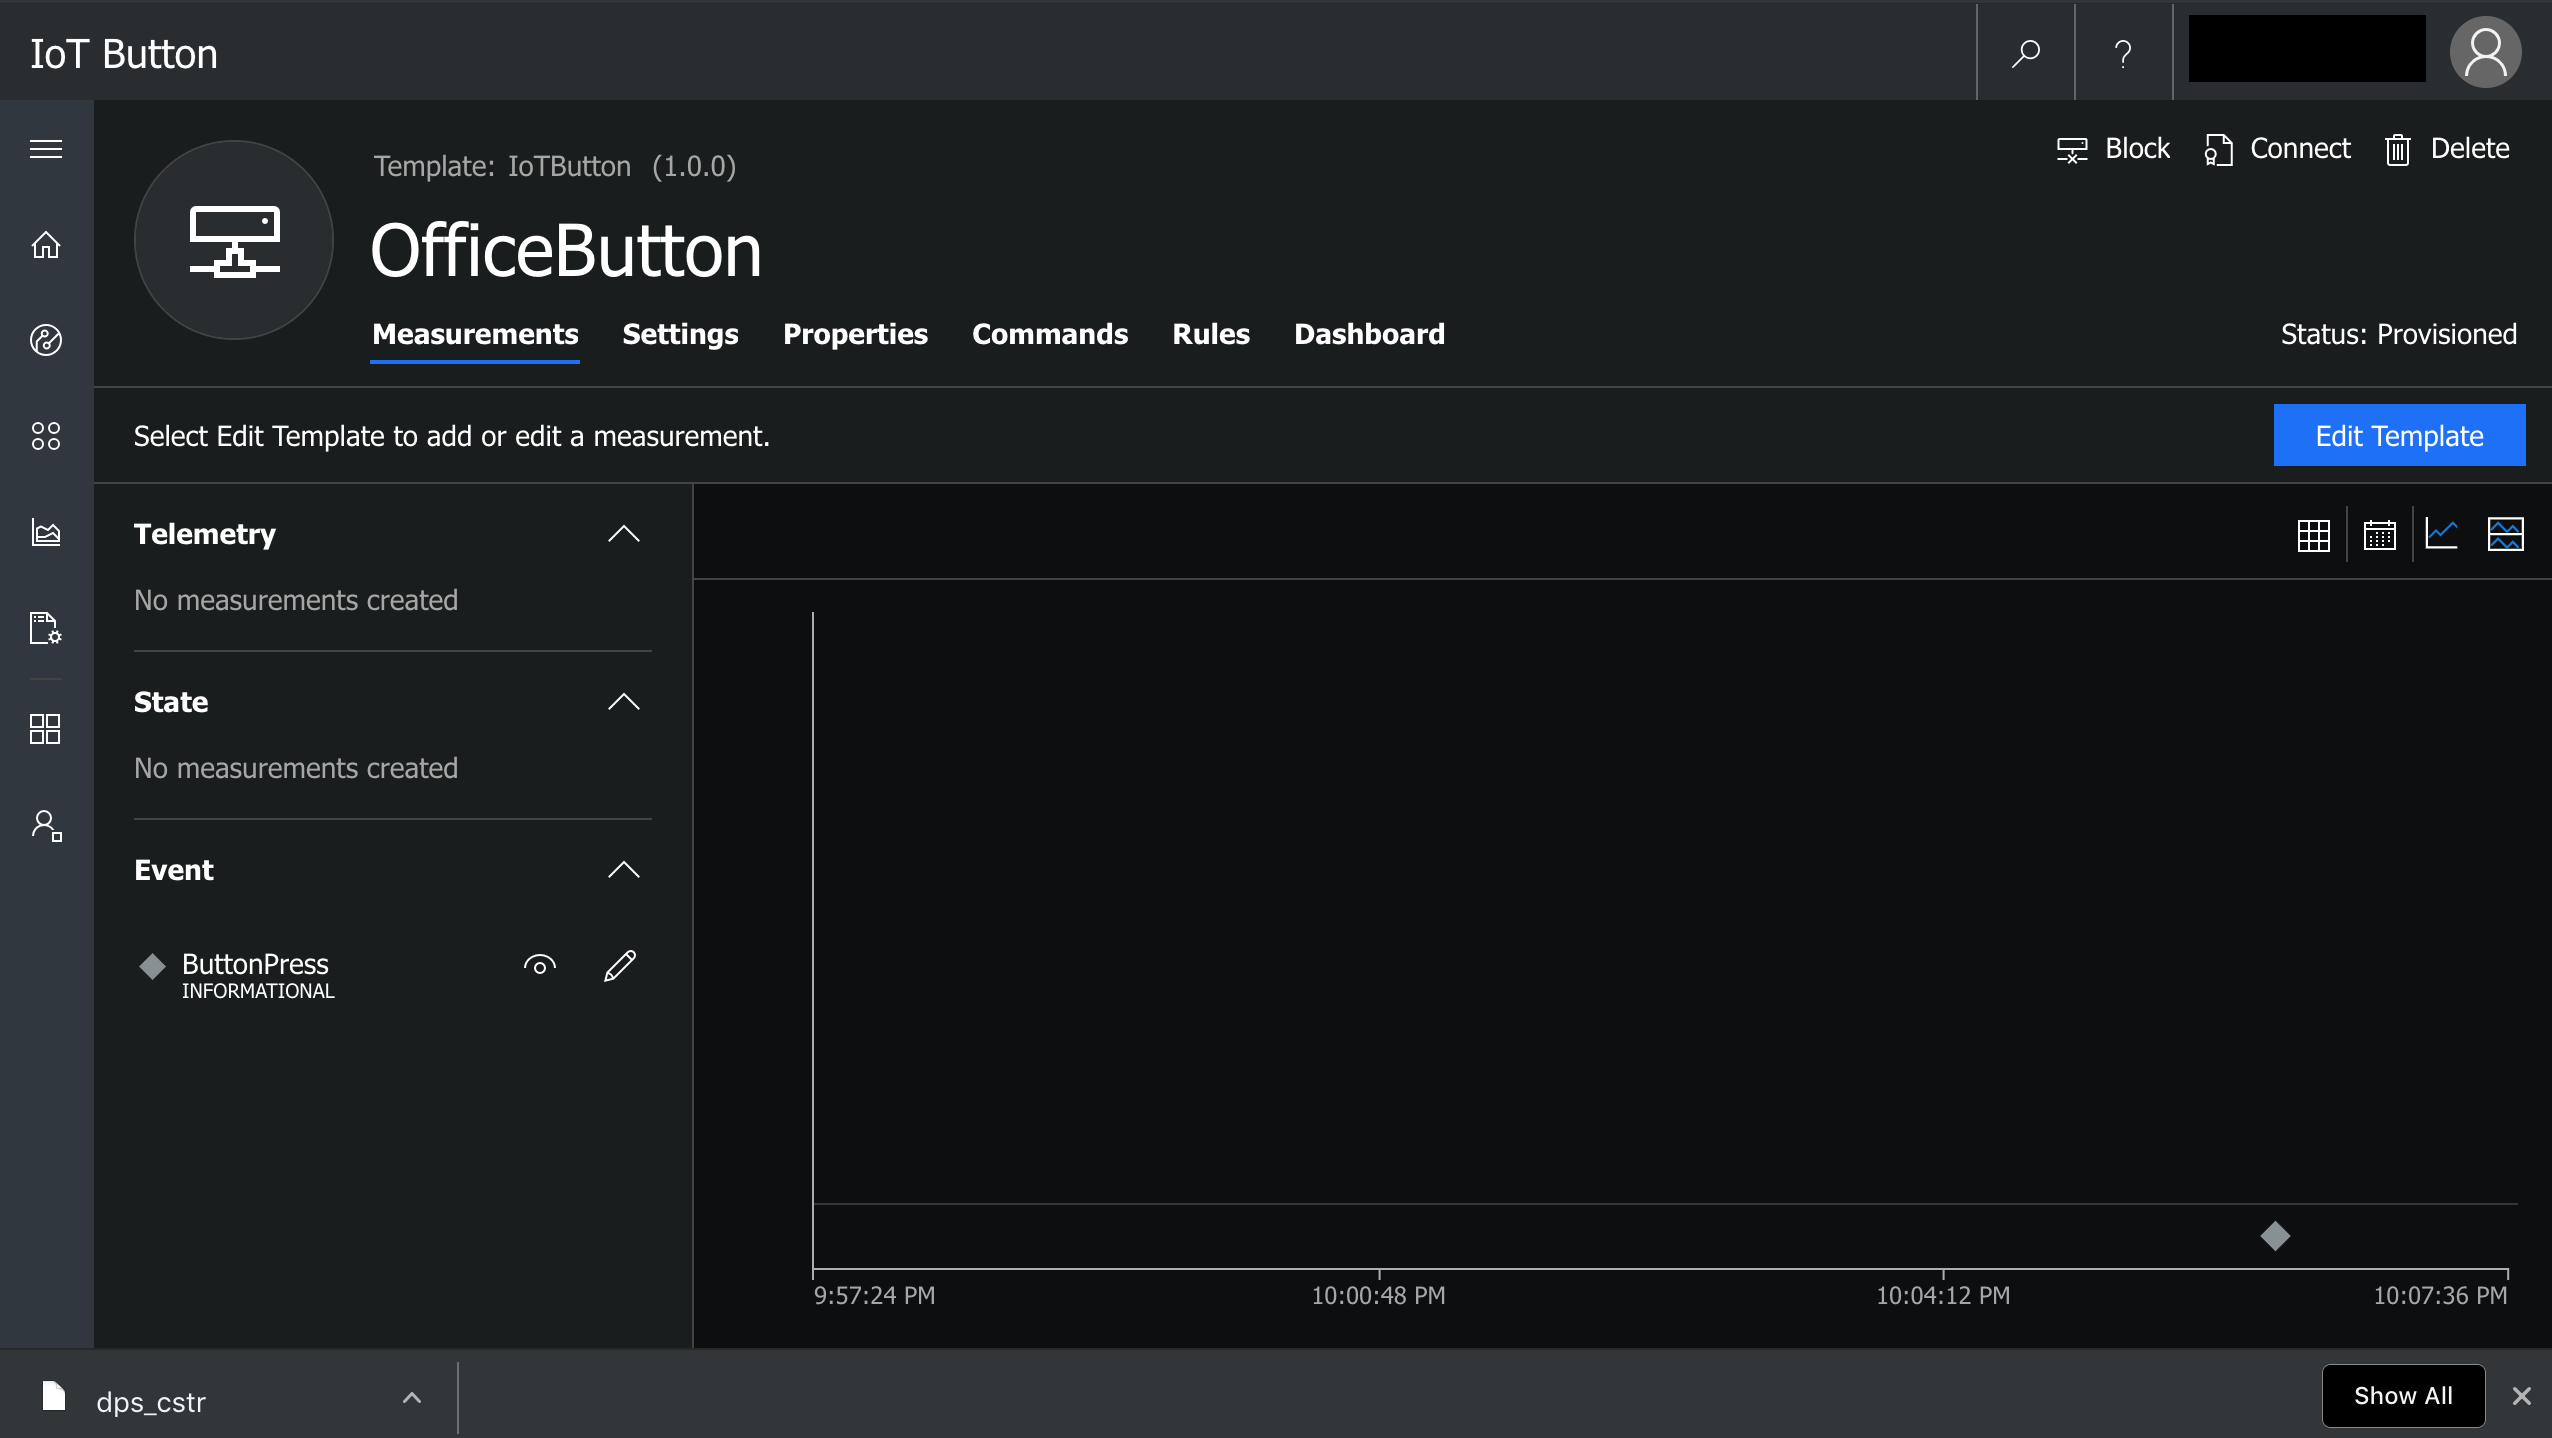 IoT Button
?
Template: IoTButton (1.0.0)
Block Connect Delete
OfficeButton
Measurements Settings Properties Commands Rules Dashboard
Status: Provisioned
Select Edit Template to add or edit a measurement.
Edit Template
Telemetry
No measurements created
State
No measurements created
Event
ButtonPress
INFORMATIONAL
9:57:24 PM 10:00:48 PM 10:04:12 PM 10:07:36 PM
dps_cstr
Show All